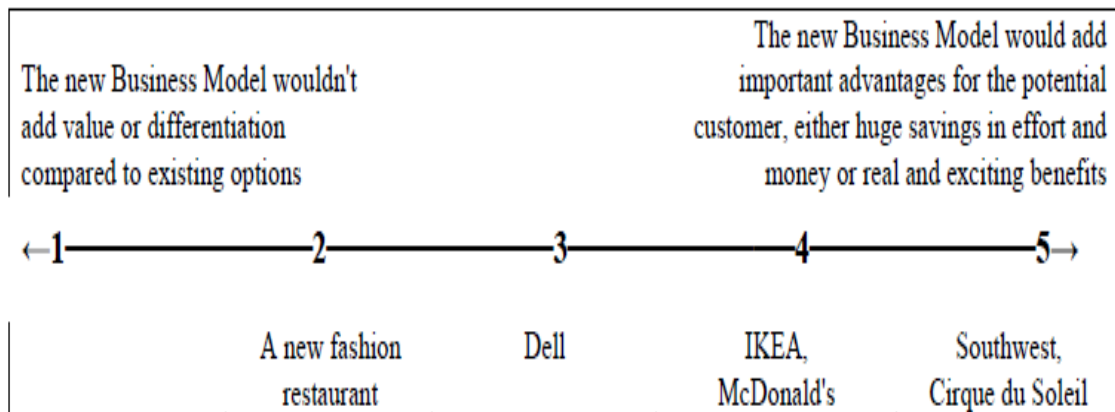 The new Business Model wouldn't
add value or differentiation
compared to existing options
The new Business Model would add
important advantages for the potential
customer, either huge savings in effort and
money or real and exciting benefits
←1 2 3 4 5→
A new fashion
restaurant
Dell
IKEA,
McDonald's
Southwest,
Cirque du Soleil